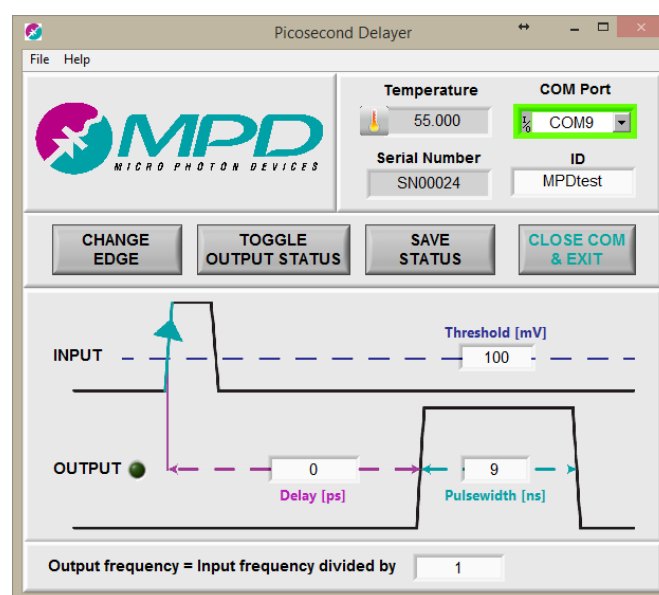 Picosecond Delayer
File Help
MPD
MICRO PHOTON DEVICES
Temperature
55.000
COM Port
COM9
Serial Number
SN00024
ID
MPDtest
CHANGE
EDGE
TOGGLE
OUTPUT STATUS
SAVE
STATUS
CLOSE COM
& EXIT
INPUT
Threshold [mV]
100
OUTPUT
0
Delay [ps]
9
Pulsewidth [ns]
Output frequency = Input frequency divided by 1